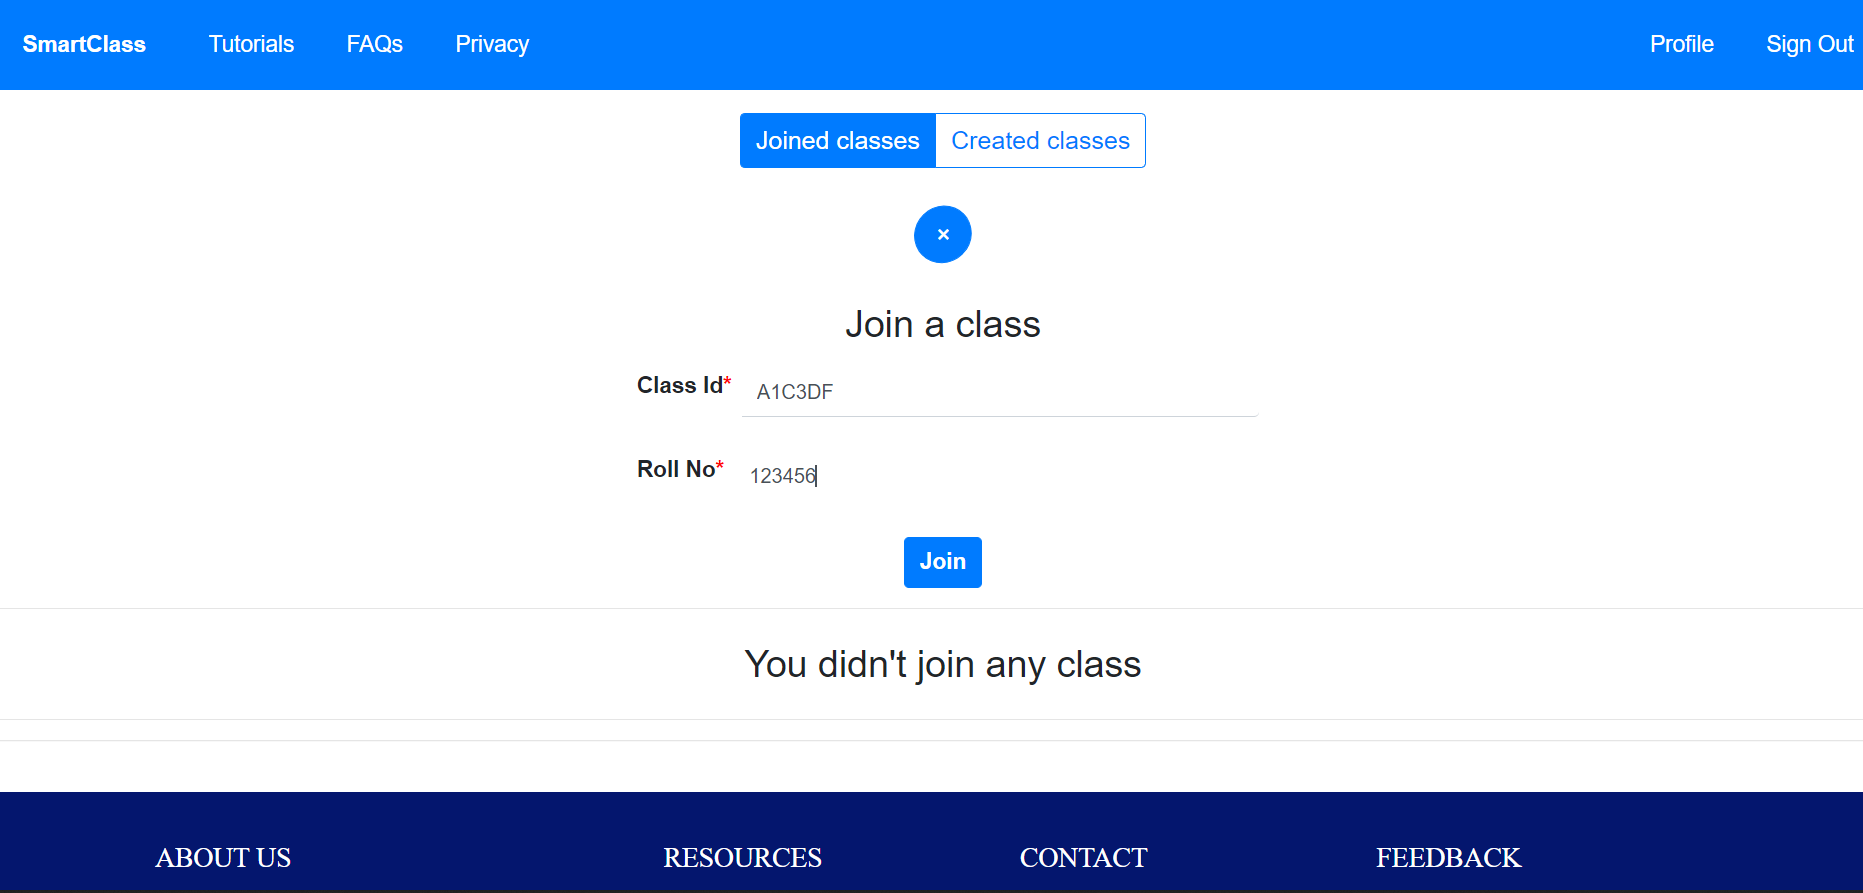 SmartClass Tutorials FAQs Privacy Profile Sign Out
Joined classes Created classes
×
Join a class
Class Id* A1C3DF
Roll No* 123456
Join
You didn't join any class
ABOUT US RESOURCES CONTACT FEEDBACK